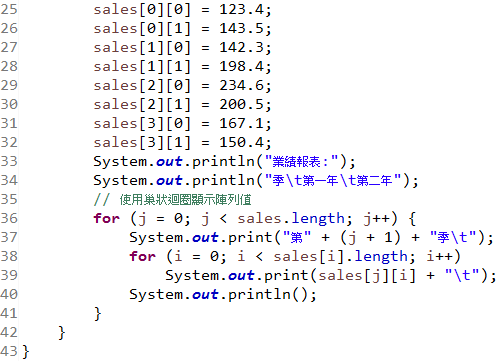 25        sales[0][0] = 123.4;
26        sales[0][1] = 143.5;
27        sales[1][0] = 142.3;
28        sales[1][1] = 198.4;
29        sales[2][0] = 234.6;
30        sales[2][1] = 200.5;
31        sales[3][0] = 167.1;
32        sales[3][1] = 150.4;
33        System.out.println("業績報表:");
34        System.out.println("季\t第一年\t第二年");
35        // 使用巢狀迴圈顯示陣列值
36        for (j = 0; j < sales.length; j++) {
37            System.out.print("第" + (j + 1) + "季\t");
38            for (i = 0; i < sales[i].length; i++)
39                System.out.print(sales[j][i] + "\t");
40            System.out.println();
41        }
42    }
43 }